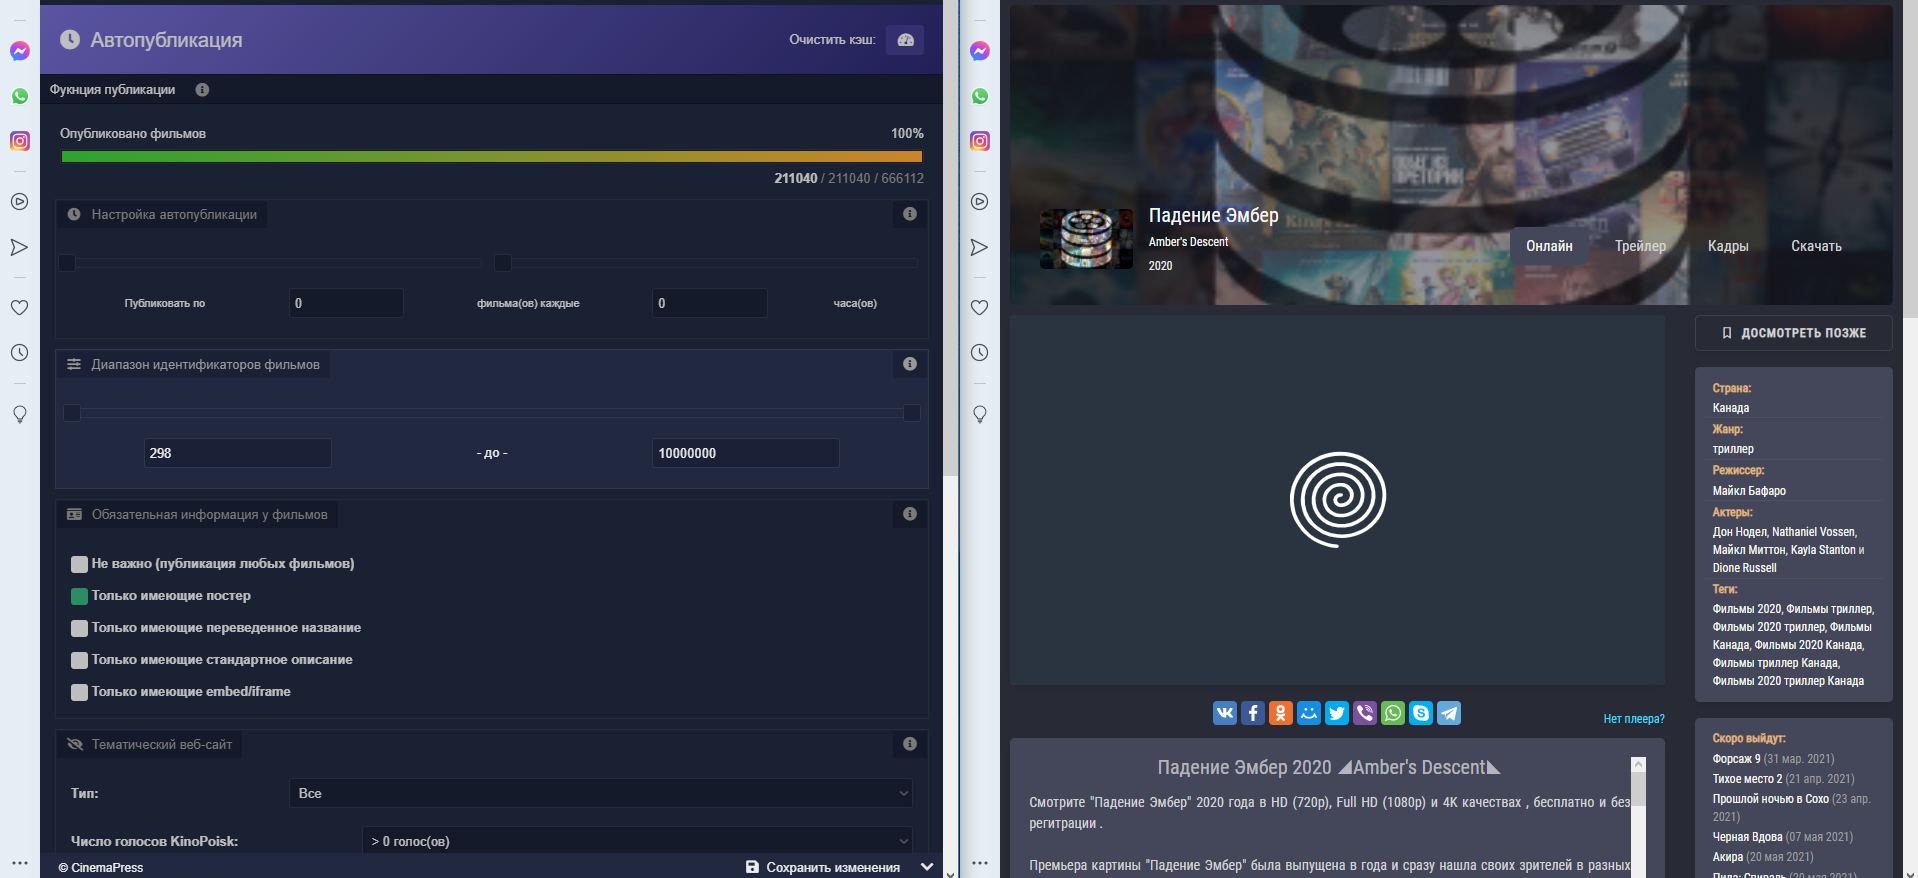 Автопубликация
Очистить кэш:
Фукнция публикации
Опубликовано фильмов
100%
211040 / 211040 / 666112
Настройка автопубликации
Публиковать по
0
фильма(ов) каждые
0
часа(ов)
Диапазон идентификаторов фильмов
298
- до -
10000000
Обязательная информация у фильмов
Не важно (публикация любых фильмов)
Только имеющие постер
Только имеющие переведенное название
Только имеющие стандартное описание
Только имеющие embed/iframe
Тематический веб-сайт
Тип:
Все
Число голосов KinoPoisk:
> 0 голос(ов)
© CinemaPress
Сохранить изменения
Падение Эмбер
Amber's Descent
2020
Онлайн
Трейлер
Кадры
Скачать
ДОСМОТРЕТЬ ПОЗЖЕ
Страна:
Канада
Жанр:
триллер
Режиссер:
Майкл Бафаро
Актеры:
Дон Нодел, Nathaniel Vossen,
Майкл Миттон, Kayla Stanton и
Dione Russell
Теги:
Фильмы 2020, Фильмы триллер,
Фильмы 2020 триллер, Фильмы
Канада, Фильмы 2020 Канада,
Фильмы триллер Канада,
Фильмы 2020 триллер Канада
Нет плеера?
Падение Эмбер 2020 ◢Amber's Descent◣
Смотрите "Падение Эмбер" 2020 года в HD (720p), Full HD (1080p) и 4K качествах , бесплатно и без
регитрации .
Премьера картины "Падение Эмбер" была выпущена в года и сразу нашла своих зрителей в разных
Скоро выйдут:
Форсаж 9 (31 мар. 2021)
Тихое место 2 (21 апр. 2021)
Прошлой ночью в Сохо (23 апр.
2021)
Черная Вдова (07 мая 2021)
Акира (20 мая 2021)
Пила: Спираль (20 мая 2021)